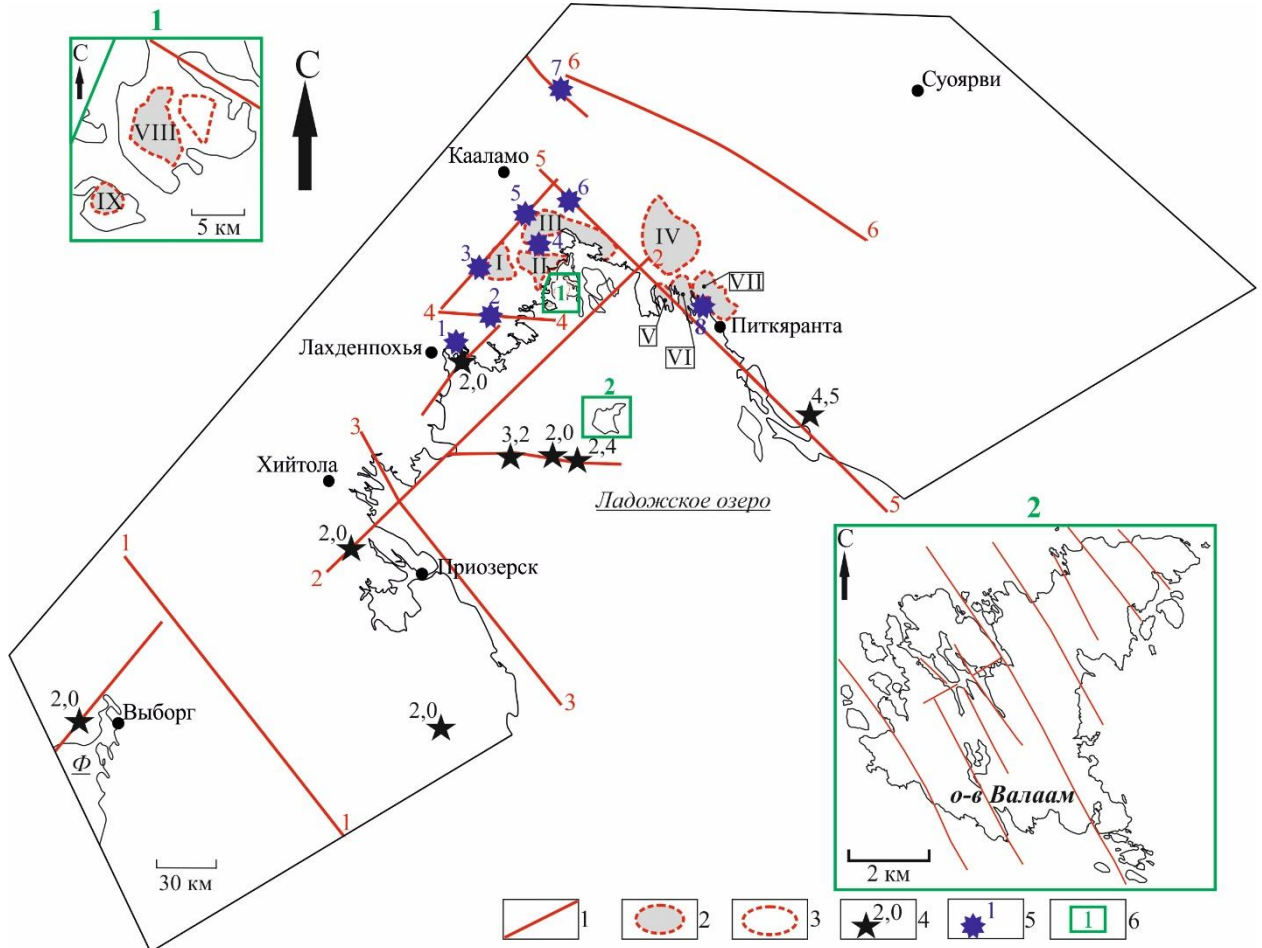 1
С
VIII
IX
5 км
С
7
6
Суоярви
Кааламо
5
6
5
III
4
IV
6
3
I
II
2
VII
1
4
2
4
V
VI
8
Питкяранта
1
Лахденпохья
2,0
2
4,5
3
3,2
2,0
2,4
Хийтола
Ладожское озеро
5
2,0
Приозерск
2
1
2
С
3
2,0
Выборг
2,0
Ф
о-в Валаам
1
30 км
2 км
1
2
3
2,0
4
1
5
1
6